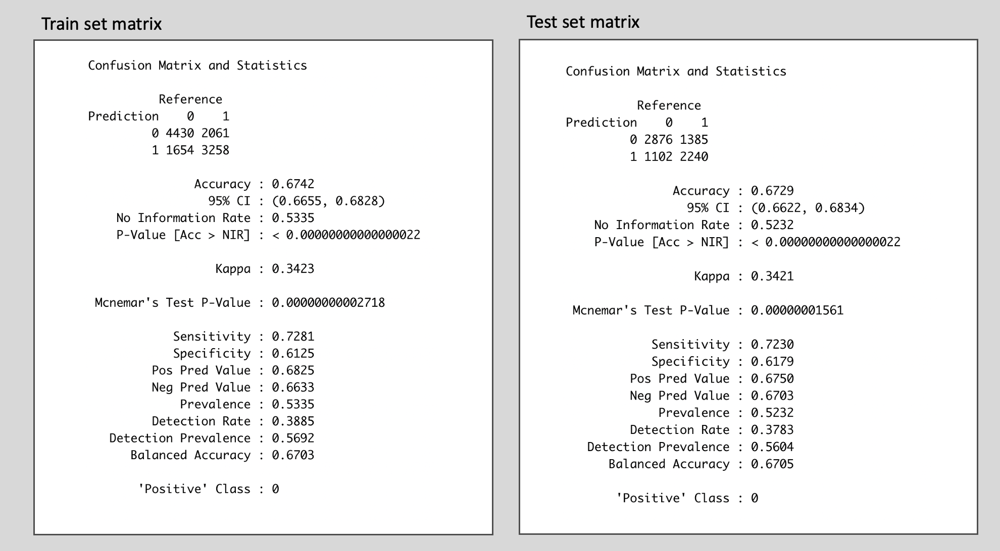 Train set matrix
Confusion Matrix and Statistics
Reference
Prediction 0 1
0 4430 2061
1 1654 3258
Accuracy : 0.6742
95% CI : (0.6655, 0.6828)
No Information Rate : 0.5335
P-Value [Acc > NIR] : < 0.00000000000000022
Kappa : 0.3423
Mcnemar's Test P-Value : 0.00000000002718
Sensitivity : 0.7281
Specificity : 0.6125
Pos Pred Value : 0.6825
Neg Pred Value : 0.6633
Prevalence : 0.5335
Detection Rate : 0.3885
Detection Prevalence : 0.5692
Balanced Accuracy : 0.6703
'Positive' Class : 0
Test set matrix
Confusion Matrix and Statistics
Reference
Prediction 0 1
0 2876 1385
1 1102 2240
Accuracy : 0.6729
95% CI : (0.6622, 0.6834)
No Information Rate : 0.5232
P-Value [Acc > NIR] : < 0.00000000000000022
Kappa : 0.3421
Mcnemar's Test P-Value : 0.00000001561
Sensitivity : 0.7230
Specificity : 0.6179
Pos Pred Value : 0.6750
Neg Pred Value : 0.6703
Prevalence : 0.5232
Detection Rate : 0.3783
Detection Prevalence : 0.5604
Balanced Accuracy : 0.6705
'Positive' Class : 0